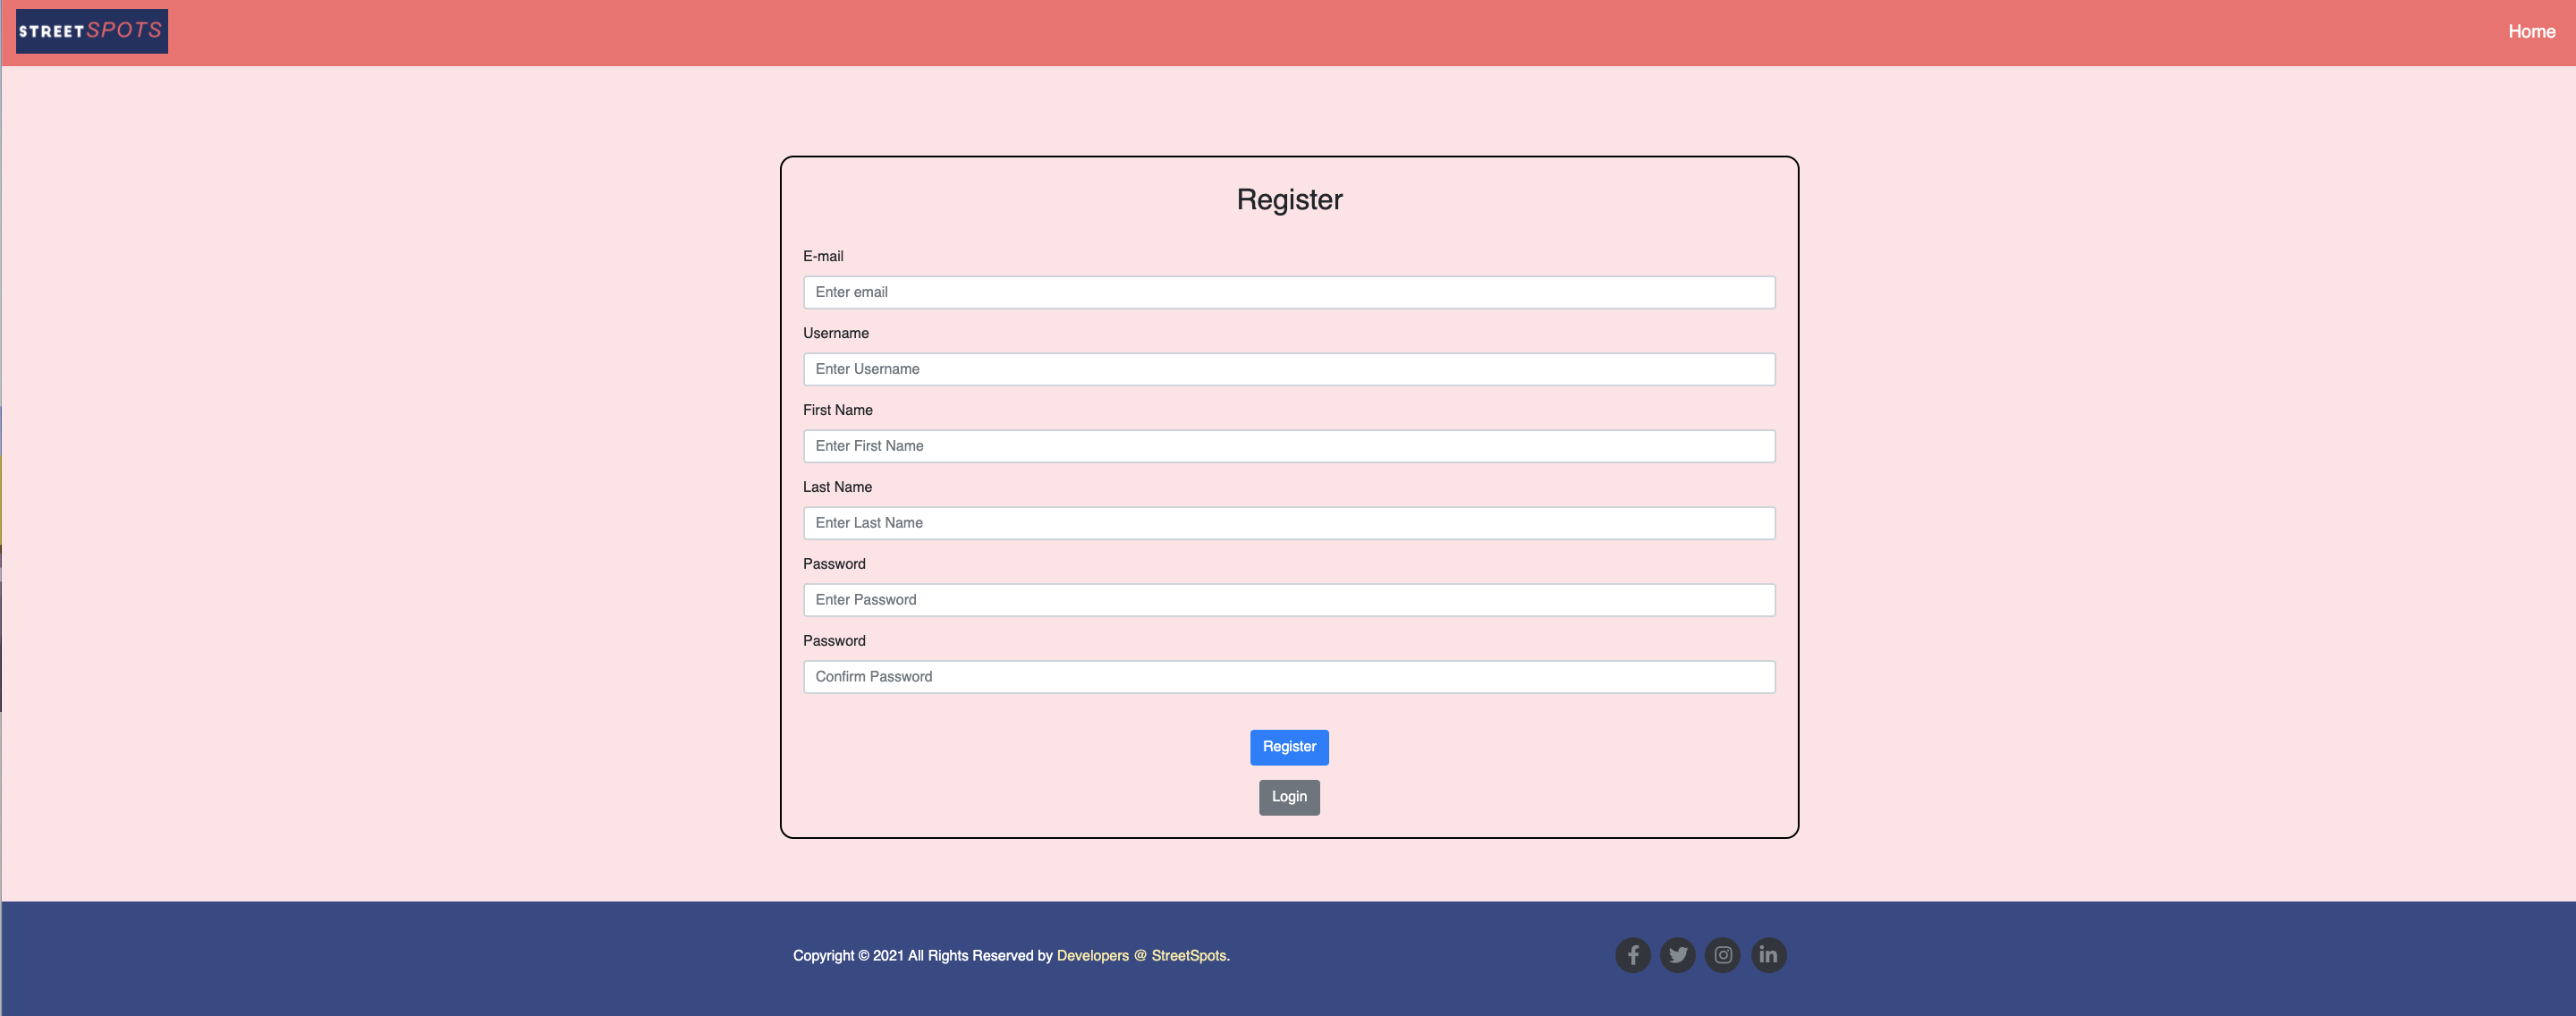 STREETSPOTS
Home
Register
E-mail
Enter email
Username
Enter Username
First Name
Enter First Name
Last Name
Enter Last Name
Password
Enter Password
Password
Confirm Password
Register
Login
Copyright © 2021 All Rights Reserved by Developers @ StreetSpots.